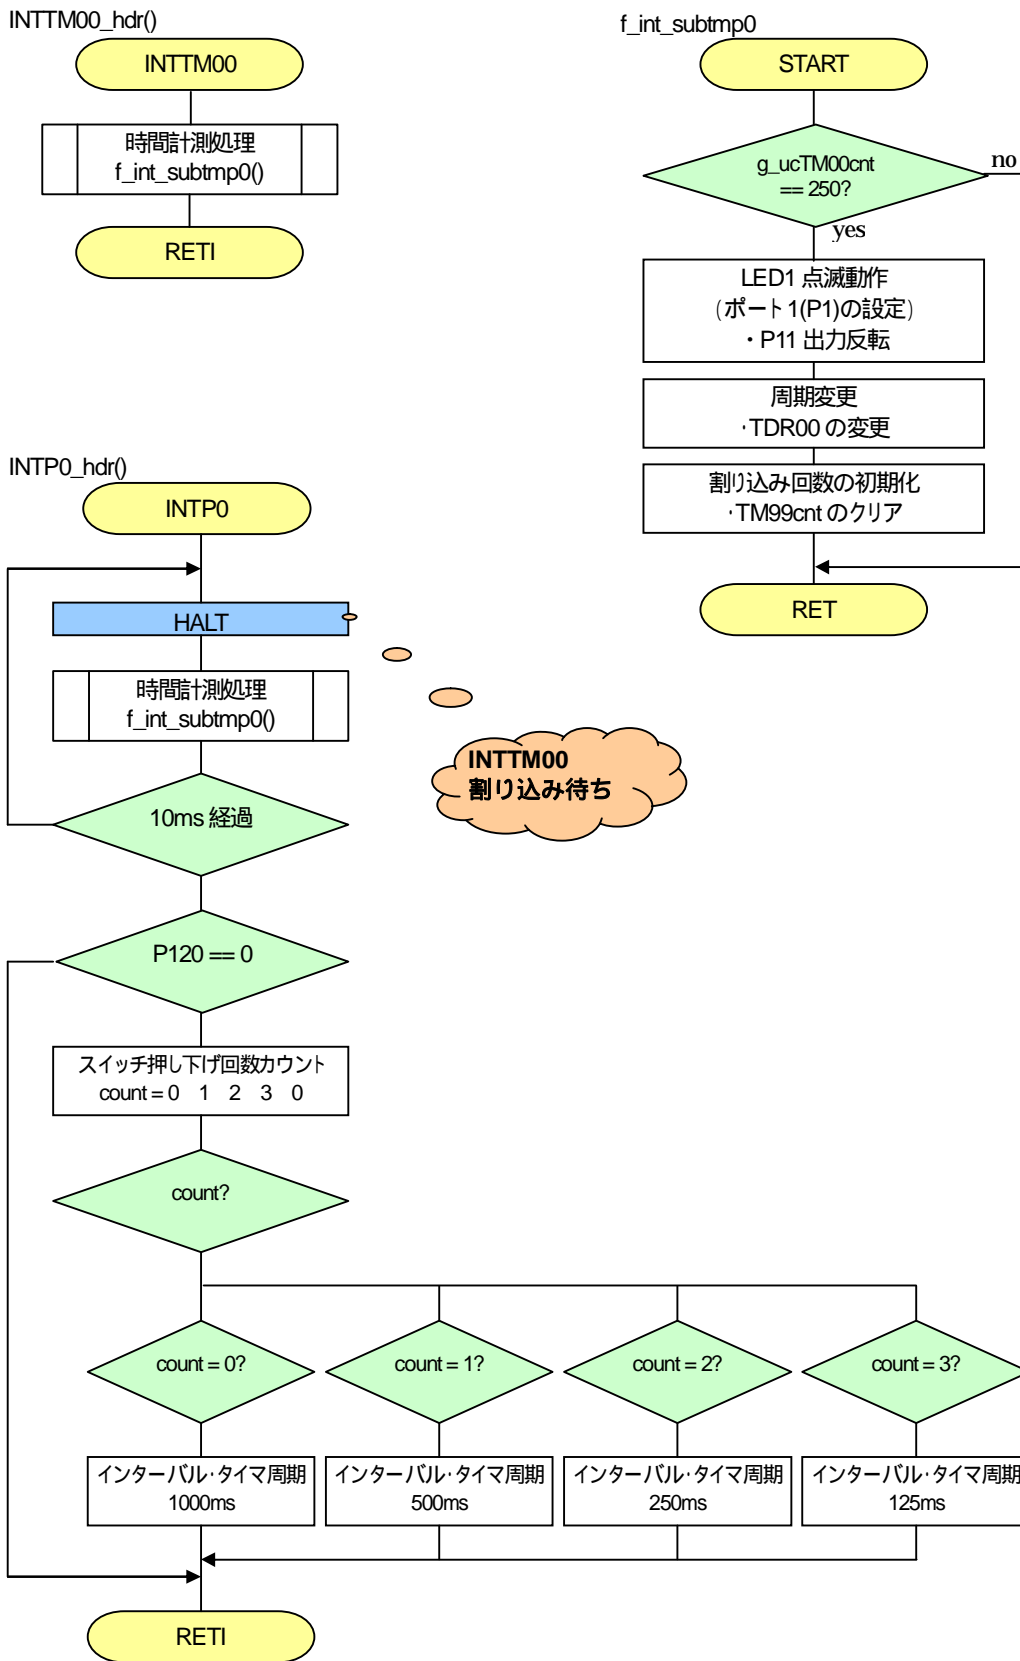 INTTM00_hdr()
INTTM00
時間計測処理
f_int_subtmp0()
RETI
f_int_subtmp0
START
g_ucTM00cnt
== 250?
no
yes
LED1 点滅動作
(ポート1(P1)の設定)
・P11 出力反転
周期変更
・TDR00 の変更
割り込み回数の初期化
・TM99cnt のクリア
RET
INTP0_hdr()
INTP0
HALT
時間計測処理
f_int_subtmp0()
INTTM00
割り込み待ち
10ms 経過
P120 == 0
スイッチ押し下げ回数カウント
count = 0 1 2 3 0
count?
count = 0?
count = 1?
count = 2?
count = 3?
インターバル・タイマ周期
1000ms
インターバル・タイマ周期
500ms
インターバル・タイマ周期
250ms
インターバル・タイマ周期
125ms
RETI